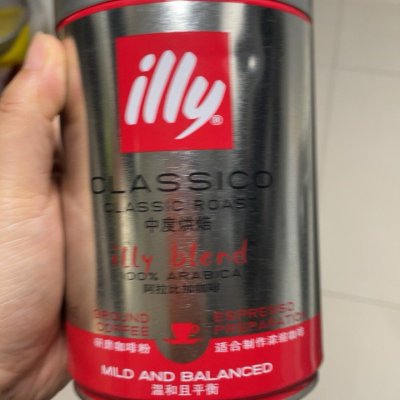 illy
CLASSICO
CLASSIC ROAST
中度烘焙
illy blend
100% ARABICA
阿拉比加咖啡
GROUND
COFFEE
研磨咖啡粉
ESPRESSO
PREPARATION
适合制作浓缩咖啡
MILD AND BALANCED
温和且平衡